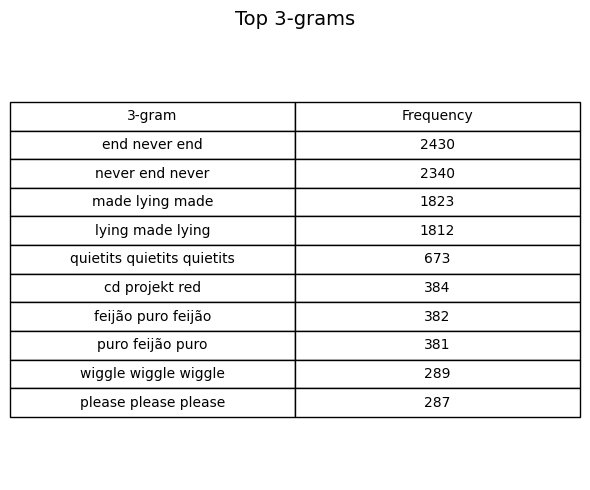 Top 3-grams
3-gram Frequency
end never end 2430
never end never 2340
made lying made 1823
lying made lying 1812
quietits quietits quietits 673
cd projekt red 384
feijão puro feijão 382
puro feijão puro 381
wiggle wiggle wiggle 289
please please please 287